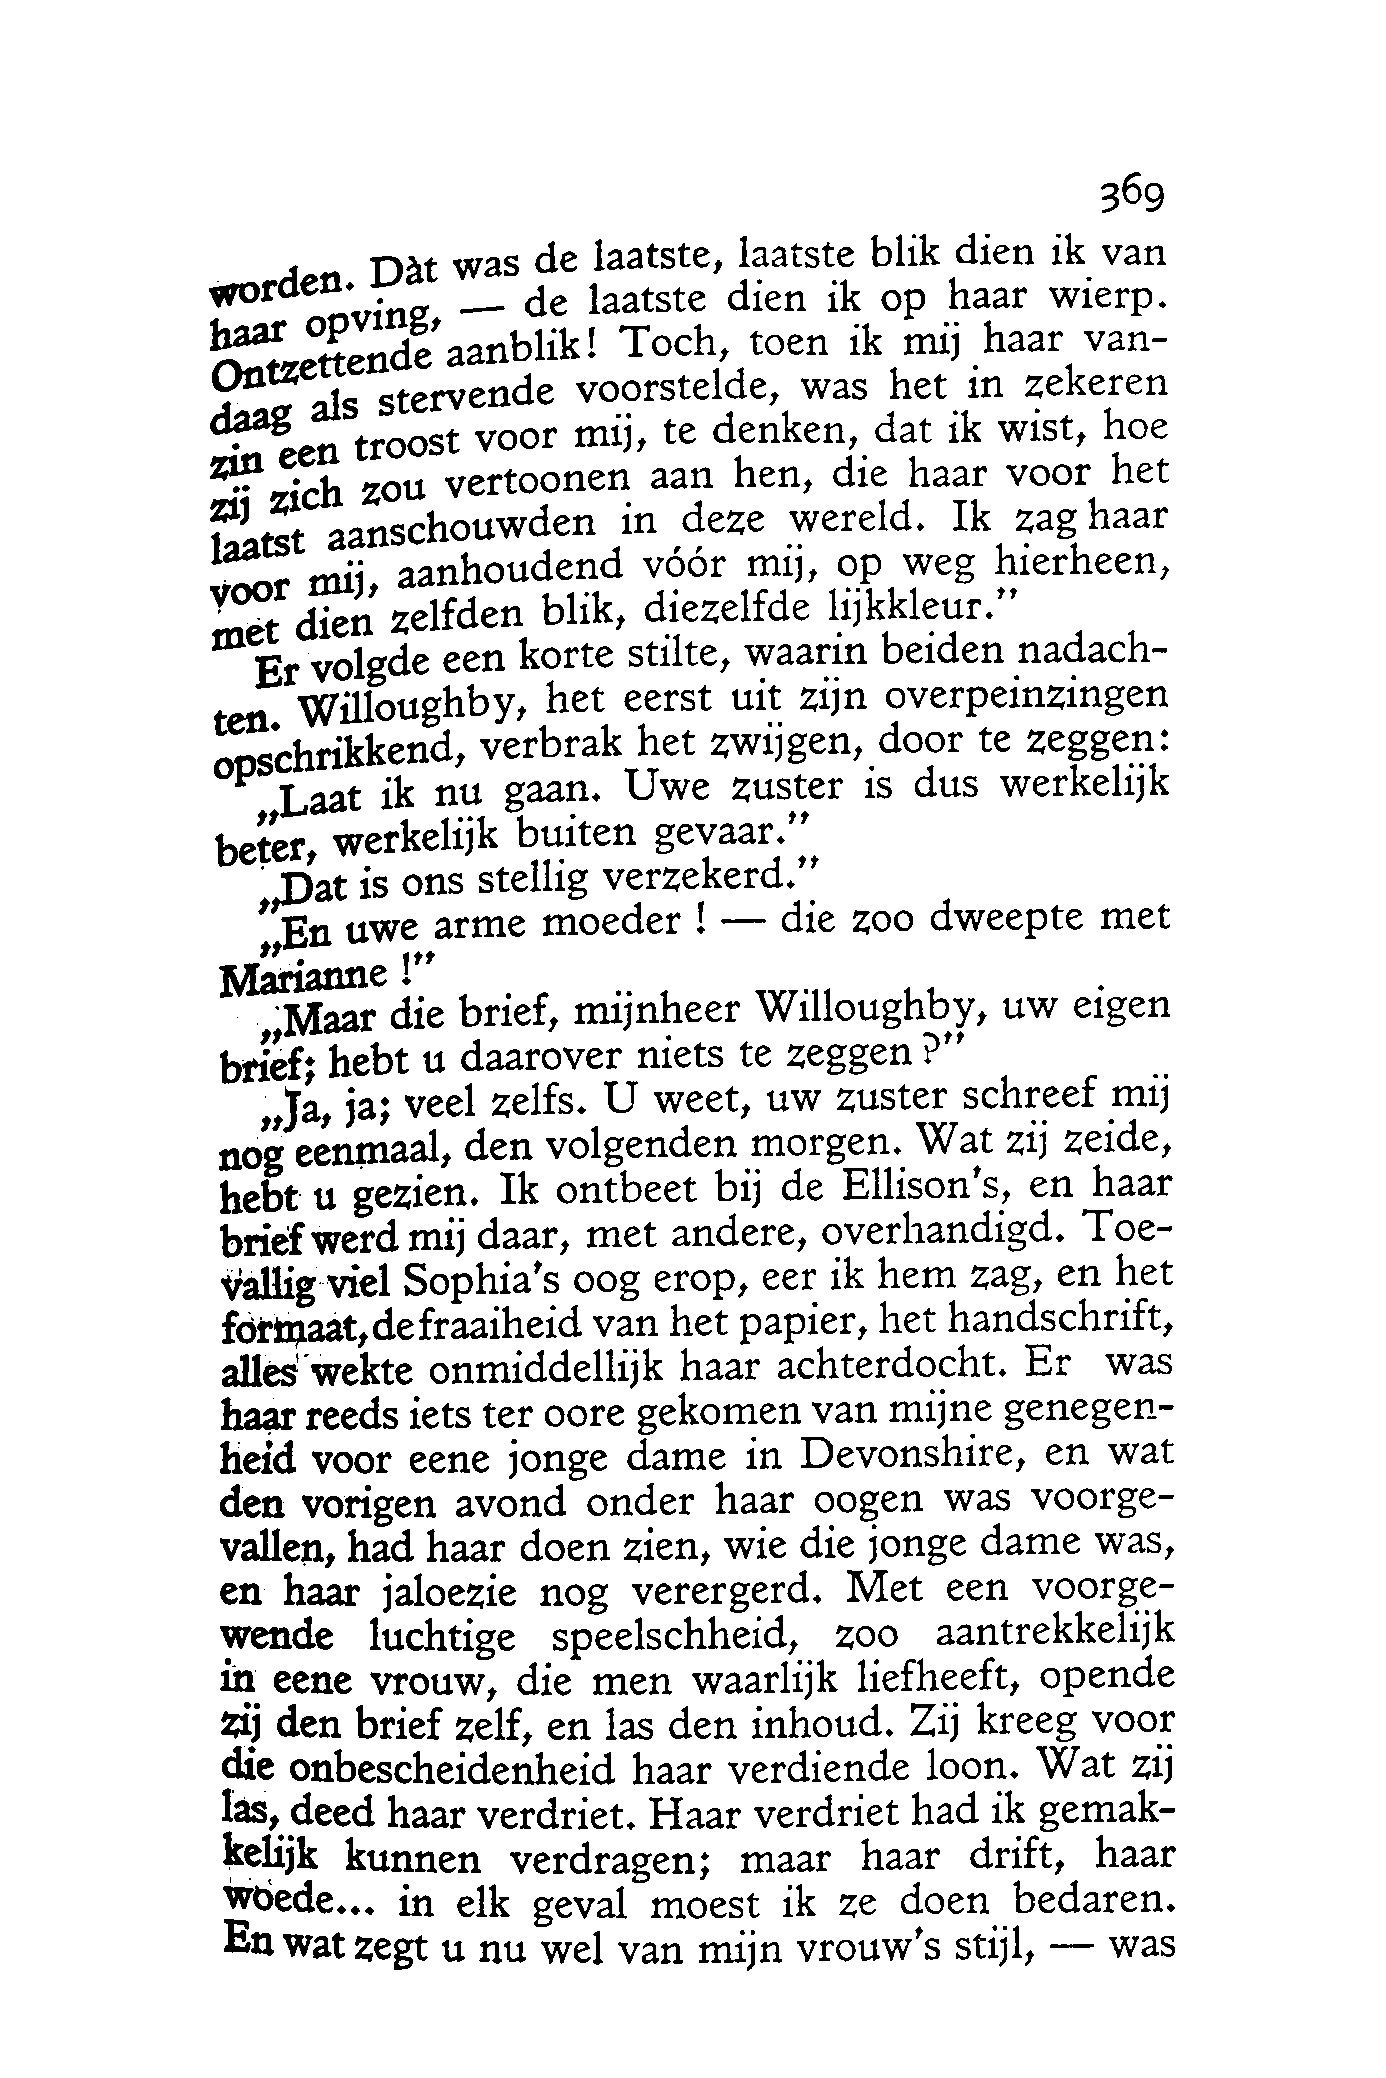 369
worden. Dàt was de laatste, laatste blik dien ik van
haar opving, — de laatste dien ik op haar wierp.
Ontzettende aanblik! Toch, toen ik mij haar van-
daag als stervende voorstelde, was het in zekeren
zin een troost voor mij, te denken, dat ik wist, hoe
zij zich zou vertoonen aan hen, die haar voor het
laatst aanschouwden in deze wereld. Ik zag haar
voor mij, aanhoudend vóór mij, op weg hierheen,
met dien zelfden blik, diezelfde lijkkleur.”
Er volgde een korte stilte, waarin beiden nadach-
ten. Willoughby, het eerst uit zijn overpeinzingen
opschrikkend, verbrak het zwijgen, door te zeggen:
„Laat ik nu gaan. Uwe zuster is dus werkelijk
beter, werkelijk buiten gevaar.”
„Dat is ons stellig verzekerd.”
„En uwe arme moeder ! — die zoo dweepte met
Marianne !”
„Maar die brief, mijnheer Willoughby, uw eigen
brief; hebt u daarover niets te zeggen ?”
„Ja, ja; veel zelfs. U weet, uw zuster schreef mij
nog eenmaal, den volgenden morgen. Wat zij zeide,
hebt u gezien. Ik ontbeet bij de Ellison’s, en haar
brief werd mij daar, met andere, overhandigd. Toe-
vallig viel Sophia’s oog erop, eer ik hem zag, en het
formaat, de fraaiheid van het papier, het handschrift,
alles wekte onmiddellijk haar achterdocht. Er was
haar reeds iets ter oore gekomen van mijne genegen-
heid voor eene jonge dame in Devonshire, en wat
den vorigen avond onder haar oogen was voorge-
vallen, had haar doen zien, wie die jonge dame was,
en haar jaloezie nog verergerd. Met een voorge-
wende luchtige speelschheid, zoo aantrekkelijk
in eene vrouw, die men waarlijk liefheeft, opende
zij den brief zelf, en las den inhoud. Zij kreeg voor
die onbescheidenheid haar verdiende loon. Wat zij
las, deed haar verdriet. Haar verdriet had ik gemak-
kelijk kunnen verdragen; maar haar drift, haar
woede... in elk geval moest ik ze doen bedaren.
En wat zegt u nu wel van mijn vrouw’s stijl, — was